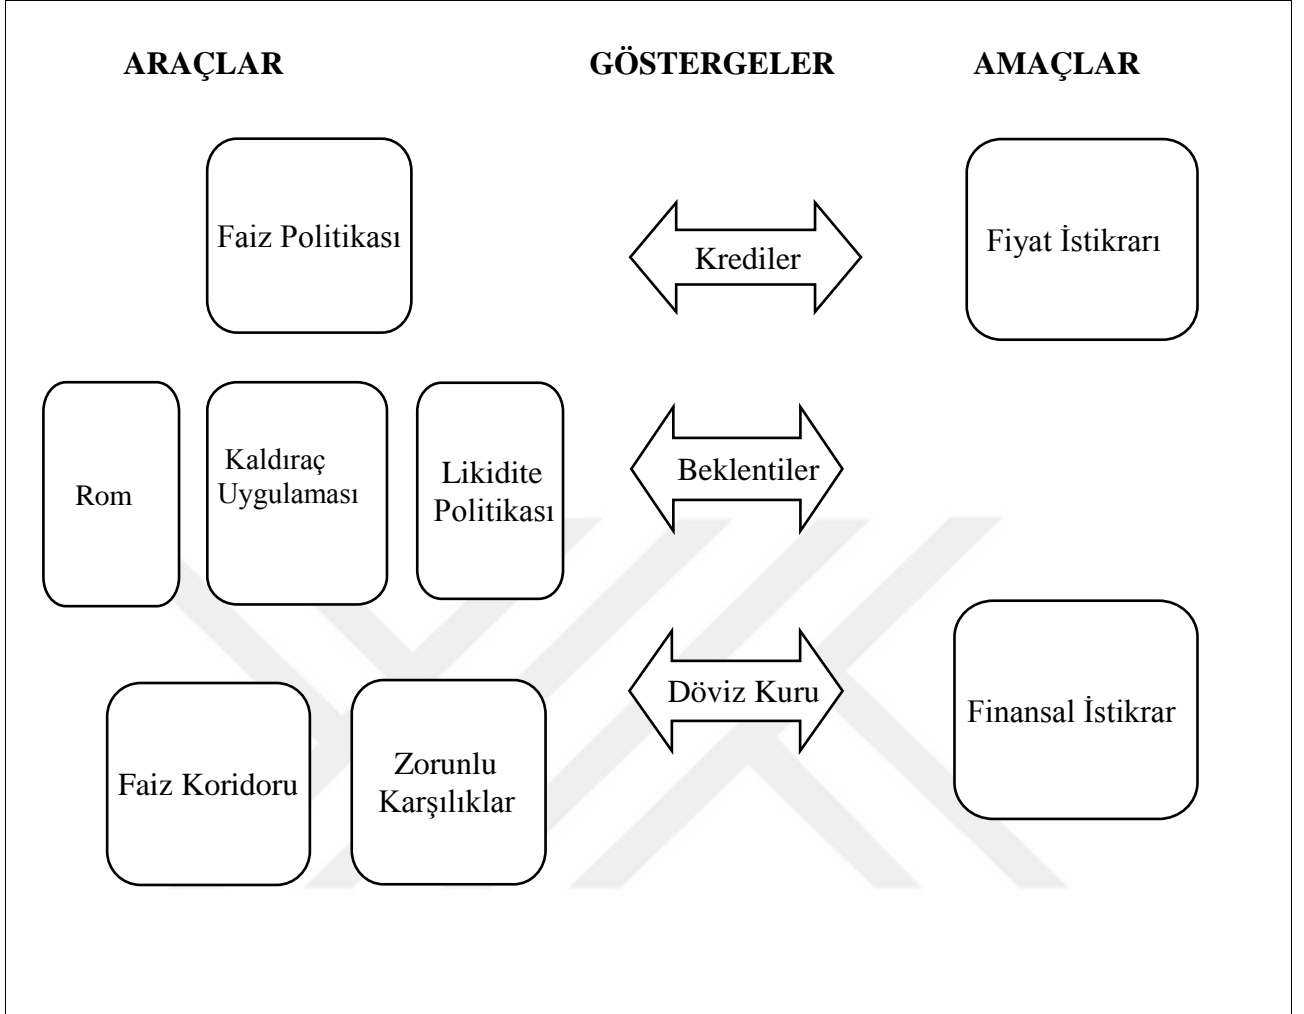 ARAÇLAR
GÖSTERGELER
AMAÇLAR
Faiz Politikası
Krediler
Fiyat İstikrarı
Rom
Kaldıraç
Uygulaması
Likidite
Politikası
Beklentiler
Döviz Kuru
Finansal İstikrar
Faiz Koridoru
Zorunlu
Karşılıklar